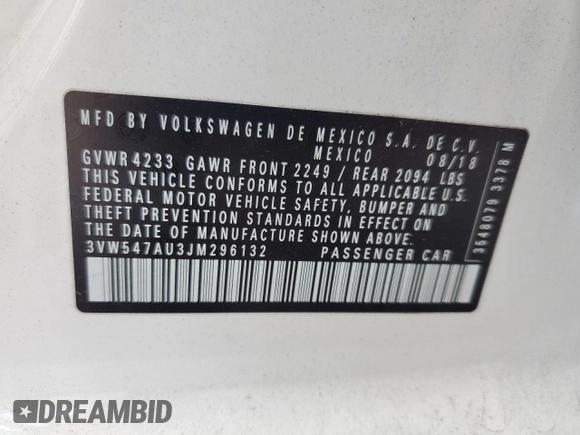 MFD BY VOLKSWAGEN DE MEXICO S.A. DE C.V.
MEXICO 08/18
GVWR 4233 GAWR FRONT 2249 / REAR 2094 LBS
THIS VEHICLE CONFORMS TO ALL APPLICABLE U.S.
FEDERAL MOTOR VEHICLE SAFETY, BUMPER AND
THEFT PREVENTION STANDARDS IN EFFECT ON
THE DATE OF MANUFACTURE SHOWN ABOVE.
3VW547AU3JM296132 PASSENGER CAR
3548079 3378 M
DREAMBID